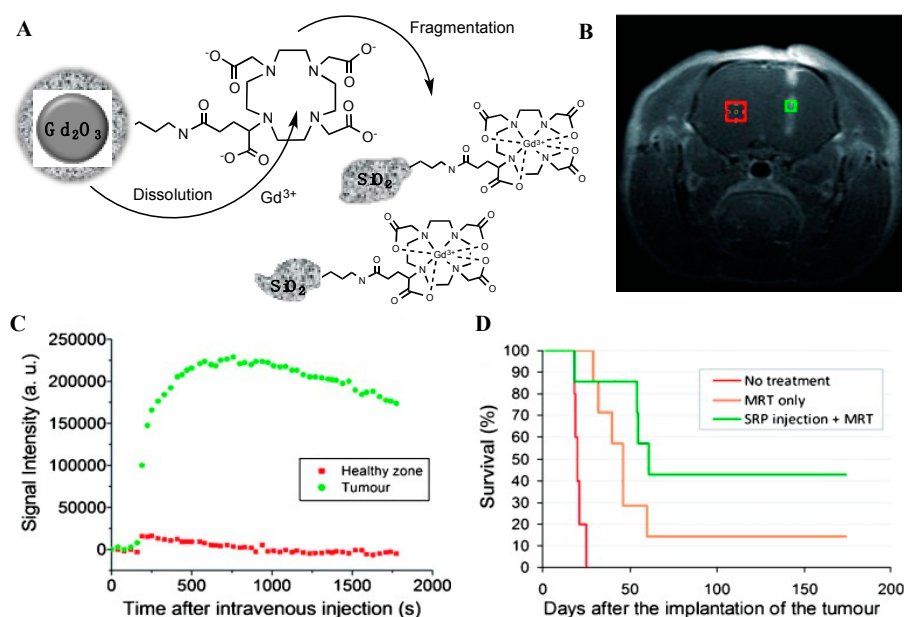 A
Fragmentation
B
-O
O
O
O-
N
N
N
N
O
O
-O
O
O-
Gd₂O₃
N
H
Dissolution
Gd³⁺
SiO₂
O
N
H
O
O
O
O
N
N
N
N
Gd³⁺
O
O
O
O
SiO₂
O
N
H
O
O
O
O
N
N
N
N
Gd³⁺
O
O
O
O
C
Signal Intensity (a. u.)
250000
200000
150000
100000
50000
0
Healthy zone
Tumour
0
500
1000
1500
2000
Time after intravenous injection (s)
D
Survival (%)
100
90
80
70
60
50
40
30
20
10
0
No treatment
MRT only
SRP injection + MRT
0
50
100
150
200
Days after the implantation of the tumour